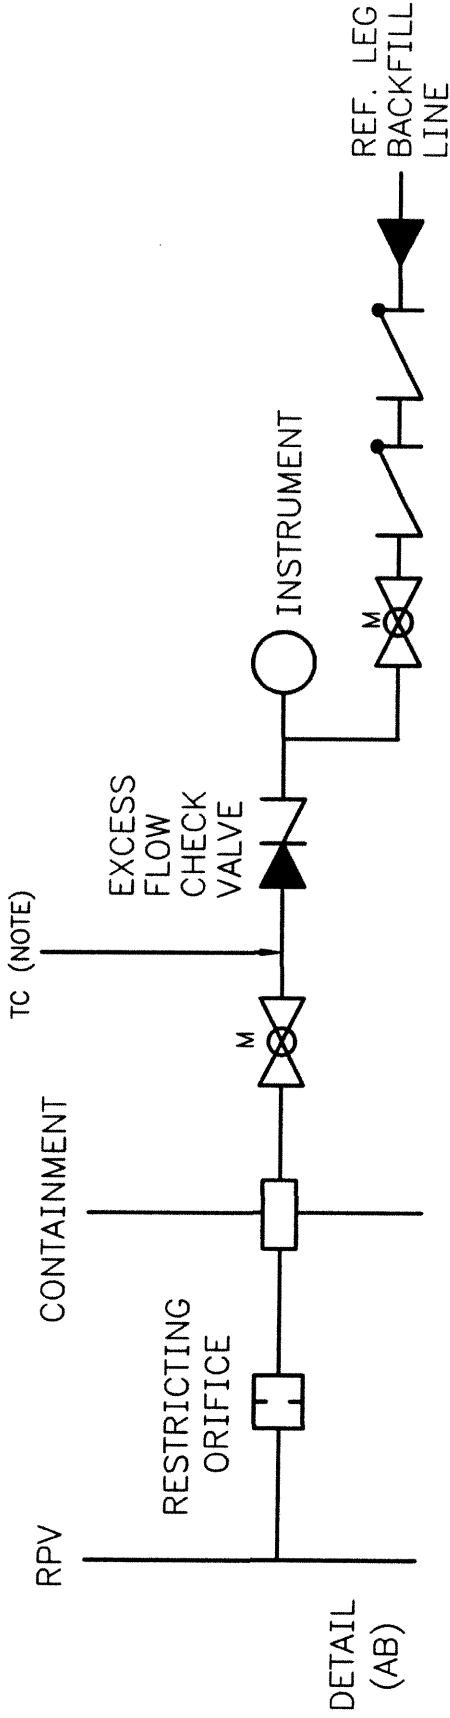 DETAIL
(AB)
RPV
RESTRICTING
ORIFICE
CONTAINMENT
M
TC (NOTE)
EXCESS
FLOW
CHECK
VALVE
INSTRUMENT
M
REF. LEG
BACKFILL
LINE